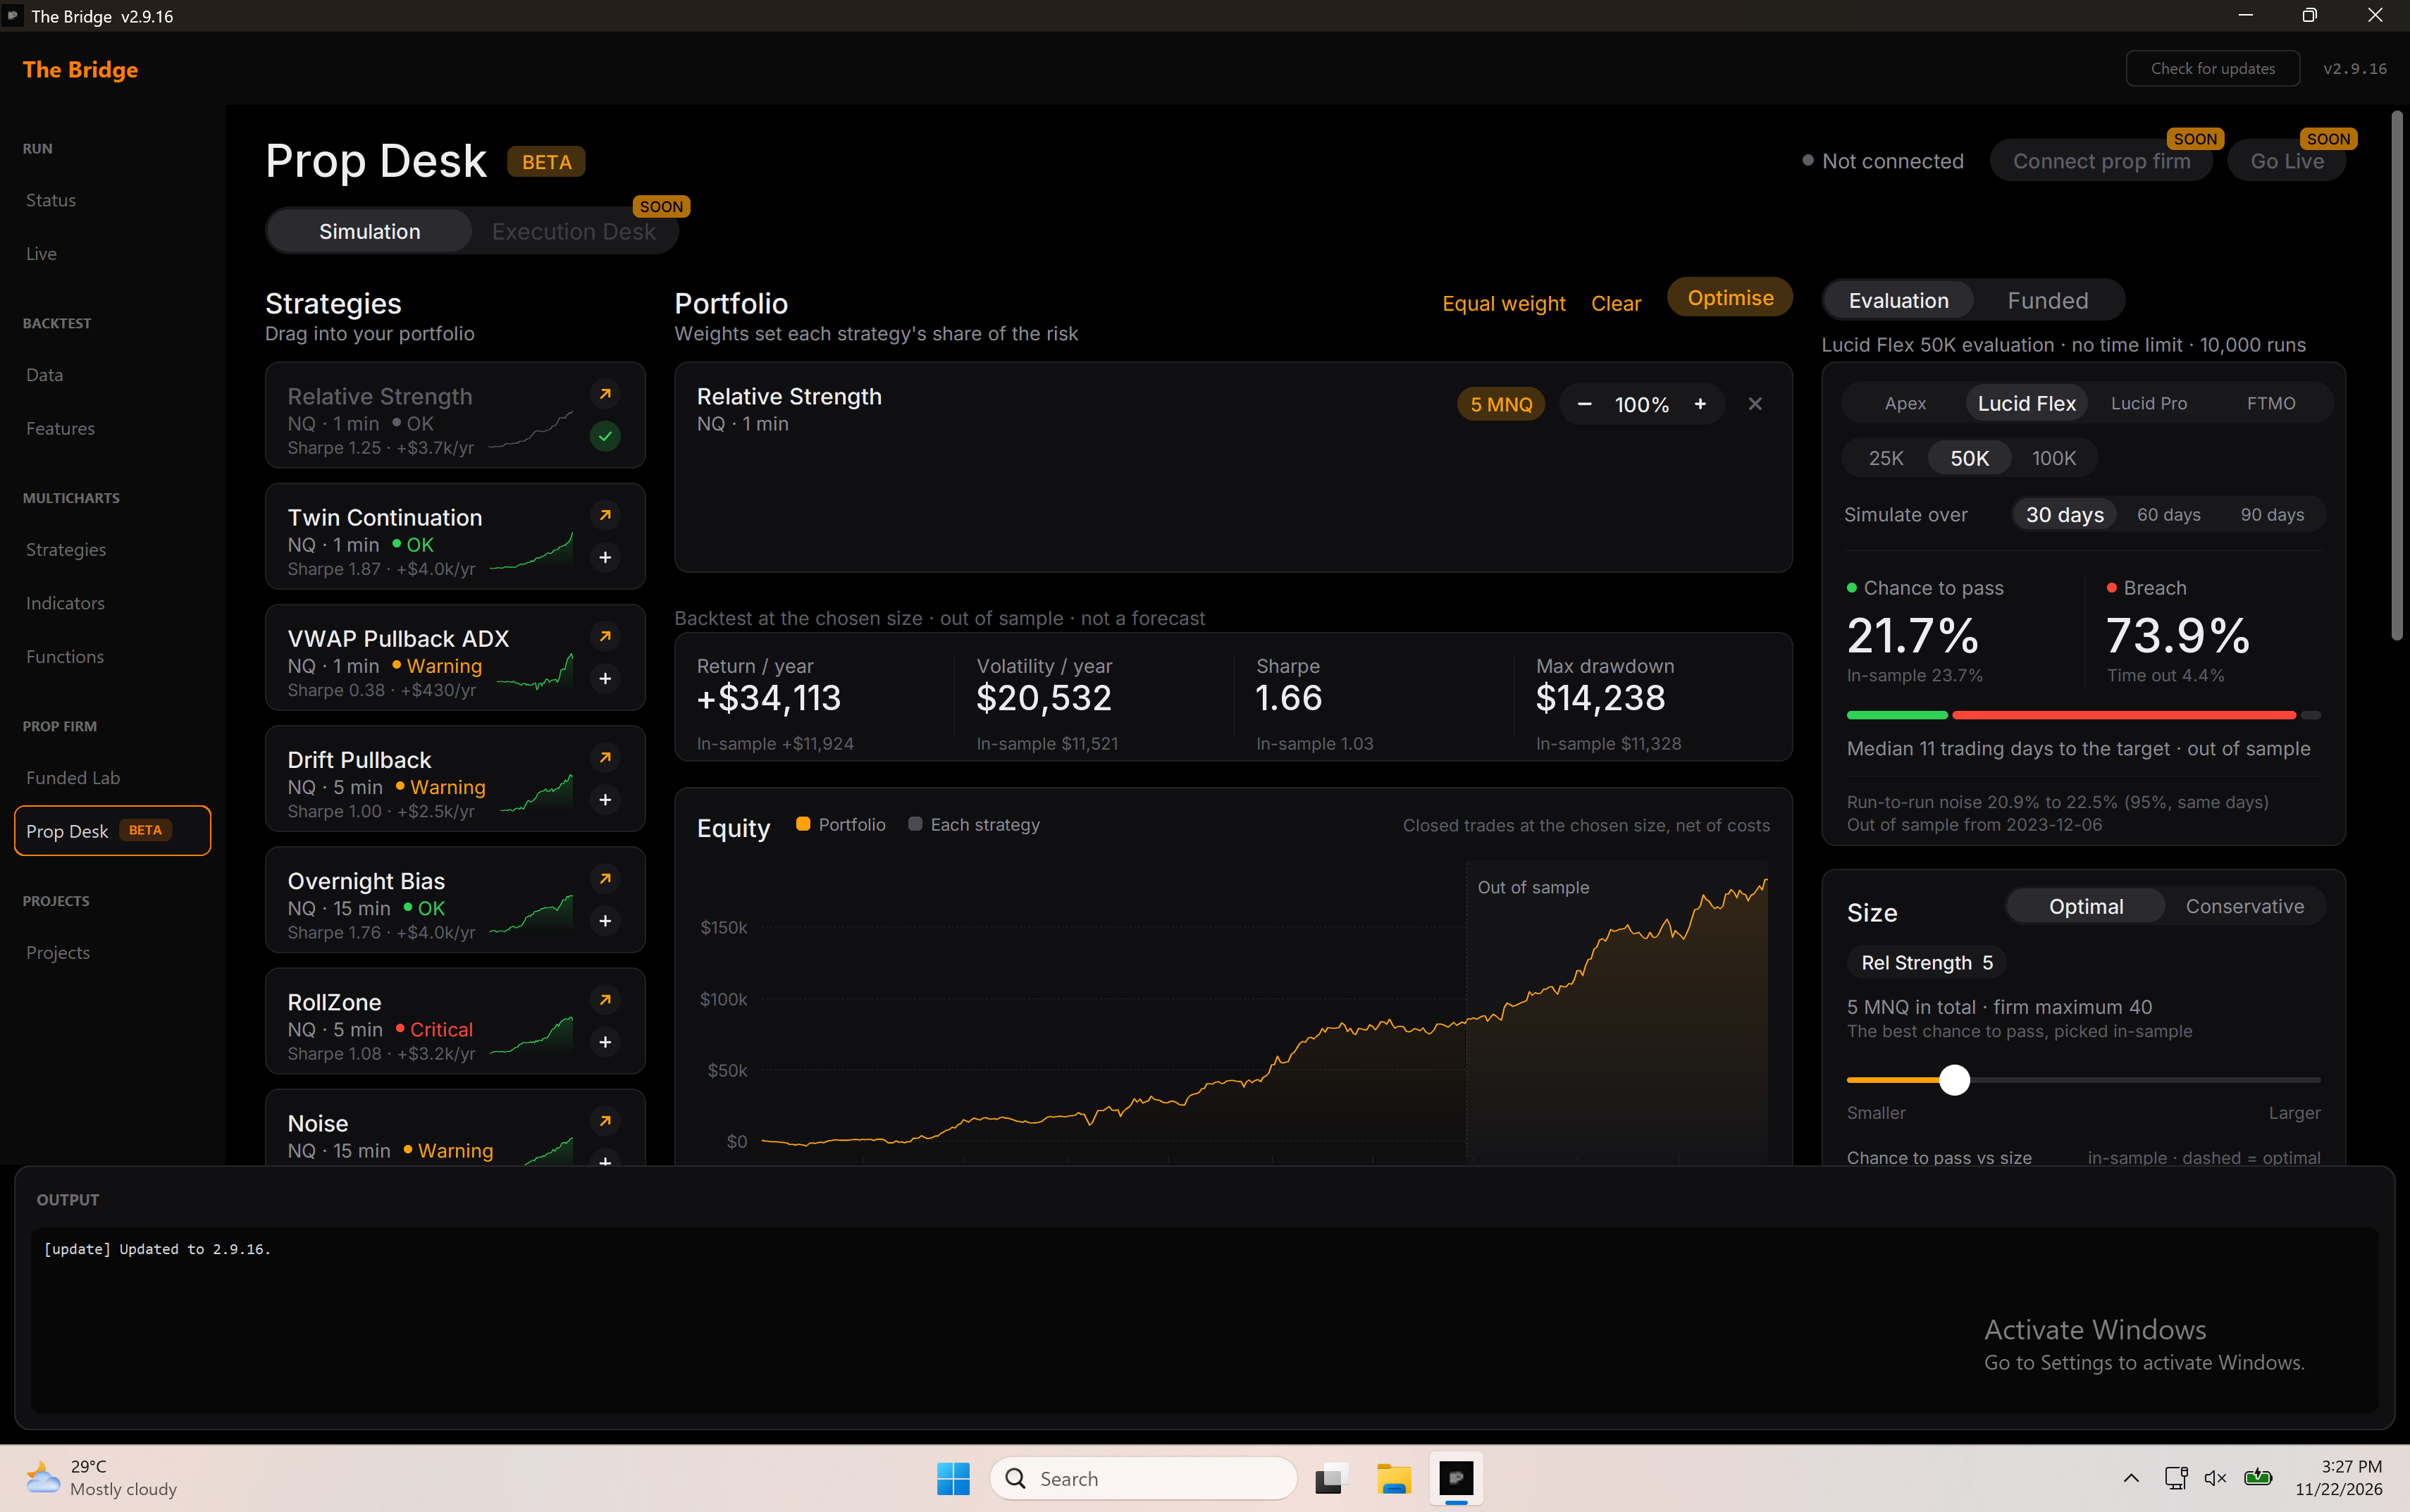 The Bridge v2.9.16
The Bridge
Check for updates
v2.9.16
RUN
Status
Live
BACKTEST
Data
Features
MULTICHARTS
Strategies
Indicators
Functions
PROP FIRM
Funded Lab
Prop Desk BETA
PROJECTS
Projects
Prop Desk BETA
Not connected
Connect prop firm
SOON
Go Live
SOON
Simulation
Execution Desk
SOON
Strategies
Drag into your portfolio
Relative Strength
NQ · 1 min OK
Sharpe 1.25 · +$3.7k/yr
Twin Continuation
NQ · 1 min OK
Sharpe 1.87 · +$4.0k/yr
VWAP Pullback ADX
NQ · 1 min Warning
Sharpe 0.38 · +$430/yr
Drift Pullback
NQ · 5 min Warning
Sharpe 1.00 · +$2.5k/yr
Overnight Bias
NQ · 15 min OK
Sharpe 1.76 · +$4.0k/yr
RollZone
NQ · 5 min Critical
Sharpe 1.08 · +$3.2k/yr
Noise
NQ · 15 min Warning
Portfolio
Weights set each strategy's share of the risk
Equal weight
Clear
Optimise
Relative Strength
NQ · 1 min
5 MNQ
− 100% +
Backtest at the chosen size · out of sample · not a forecast
Return / year
+$34,113
In-sample +$11,924
Volatility / year
$20,532
In-sample $11,521
Sharpe
1.66
In-sample 1.03
Max drawdown
$14,238
In-sample $11,328
Equity
Portfolio
Each strategy
Closed trades at the chosen size, net of costs
Out of sample
$150k
$100k
$50k
$0
Evaluation
Funded
Lucid Flex 50K evaluation · no time limit · 10,000 runs
Apex
Lucid Flex
Lucid Pro
FTMO
25K
50K
100K
Simulate over
30 days
60 days
90 days
Chance to pass
21.7%
In-sample 23.7%
Breach
73.9%
Time out 4.4%
Median 11 trading days to the target · out of sample
Run-to-run noise 20.9% to 22.5% (95%, same days)
Out of sample from 2023-12-06
Size
Optimal
Conservative
Rel Strength 5
5 MNQ in total · firm maximum 40
The best chance to pass, picked in-sample
Smaller
Larger
Chance to pass vs size
in-sample · dashed = optimal
OUTPUT
[update] Updated to 2.9.16.
Activate Windows
Go to Settings to activate Windows.
29°C
Mostly cloudy
Search
3:27 PM
11/22/2026